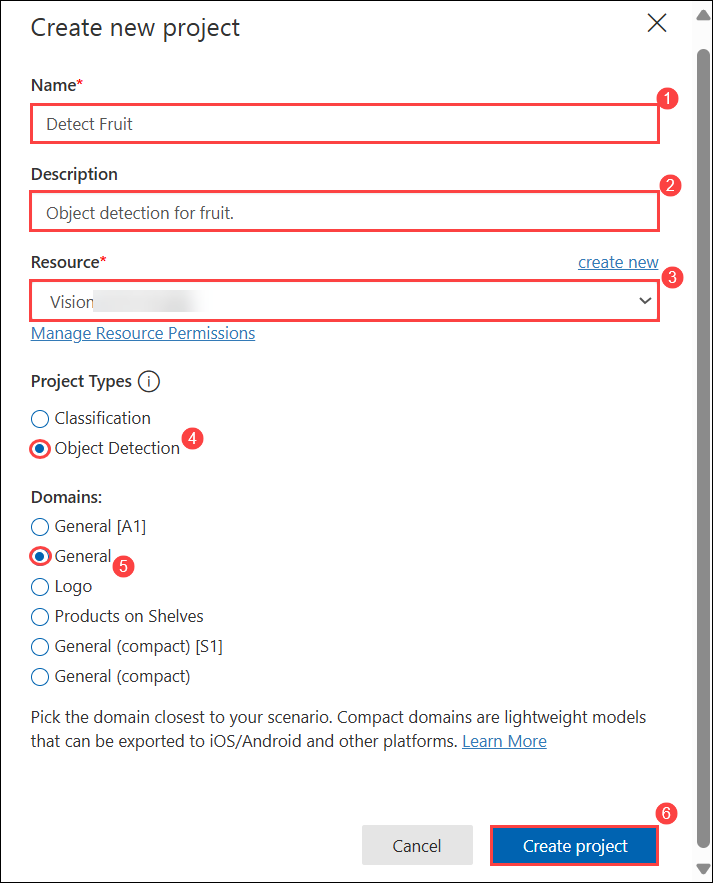 Create new project
Name*
1
Detect Fruit
Description
2
Object detection for fruit.
Resource*
create new
3
Vision
Manage Resource Permissions
Project Types i
Classification
Object Detection 4
Domains:
General [A1]
General 5
Logo
Products on Shelves
General (compact) [S1]
General (compact)
Pick the domain closest to your scenario. Compact domains are lightweight models
that can be exported to iOS/Android and other platforms. Learn More
6
Cancel
Create project